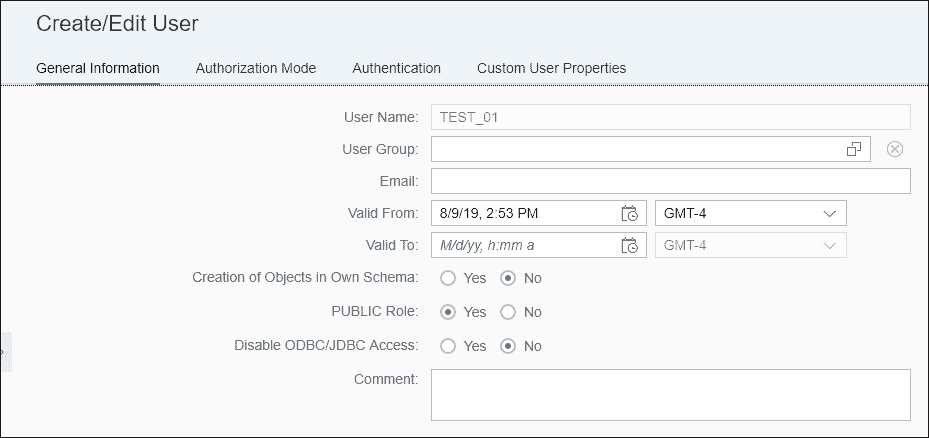 Create/Edit User
General Information Authorization Mode Authentication Custom User Properties
User Name: TEST_01
User Group:
Email:
Valid From: 8/9/19, 2:53 PM GMT-4
Valid To: M/d/yy, h:mm a GMT-4
Creation of Objects in Own Schema: Yes No
PUBLIC Role: Yes No
Disable ODBC/JDBC Access: Yes No
Comment: